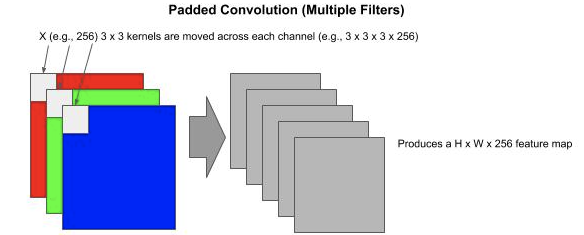 Padded Convolution (Multiple Filters)
X (e.g., 256) 3 x 3 kernels are moved across each channel (e.g., 3 x 3 x 3 x 256)
Produces a H x W x 256 feature map